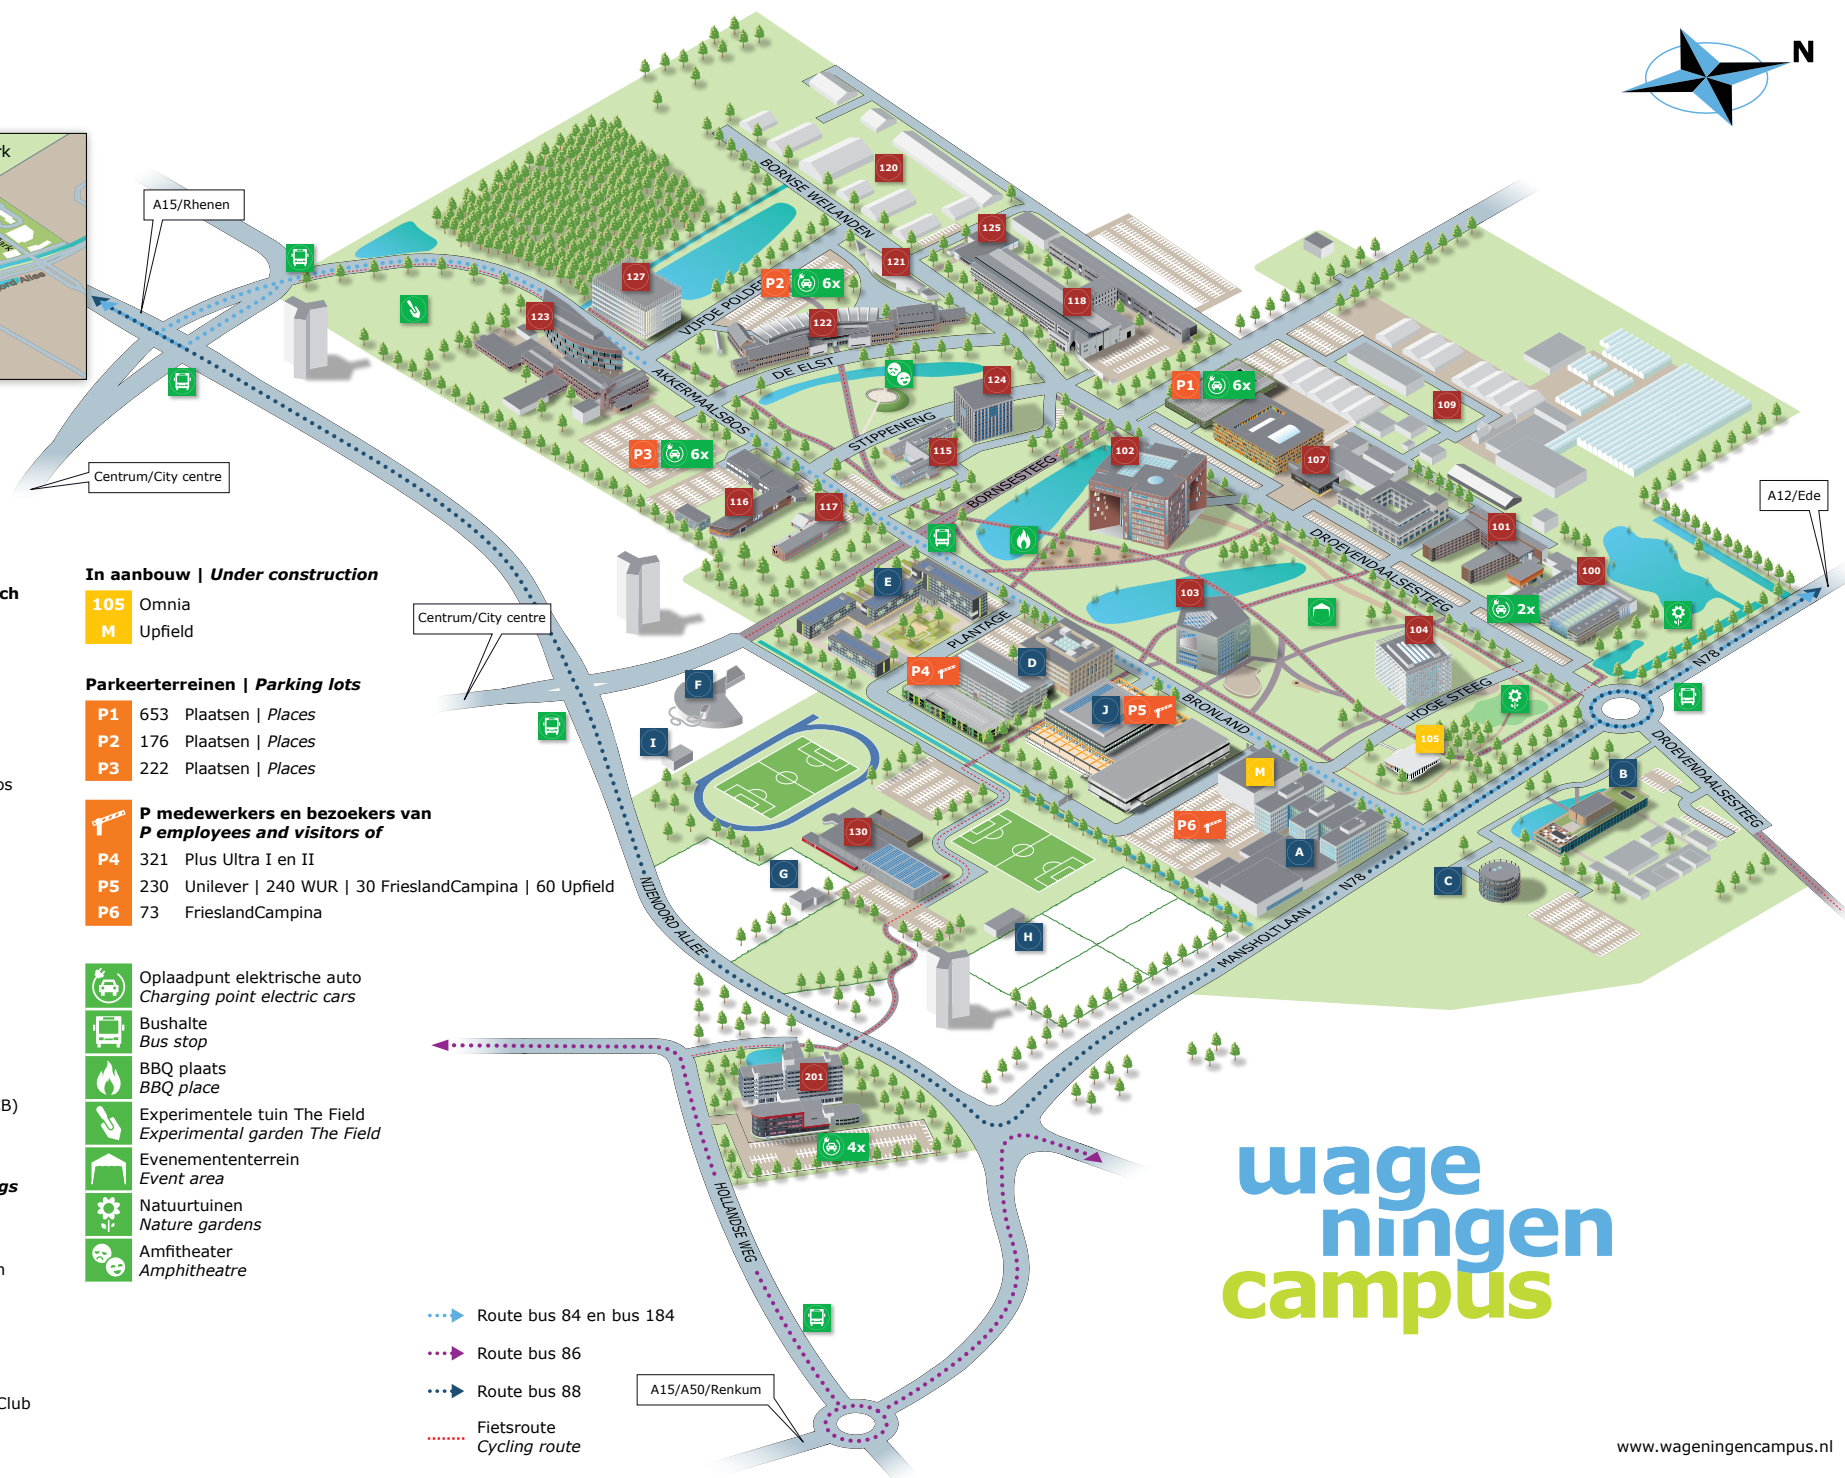 N
rk
ark
ord Allee
A15/Rhenen
Centrum/City centre
Centrum/City centre
A12/Ede
A15/A50/Renkum
BORNSE WEILANDEN
VIJFDE POLDER
DE ELST
AKKERMAALSBOS
STIPPENENG
BORNSESTEEG
DROEVENDAALSESTEEG
PLANTAGE
BRONLAND
HOGE STEEG
N78
DROEVENDAALSESTEEG
N78
MANSHOLTLAAN
NIJENOORD ALLEE
HOLLANDSE WEG
120
125
121
127
P2 6x
118
123
122
124
P1 6x
109
P3 6x
115
102
107
116
117
101
100
E
103
2x
104
P4
D
F
J P5
I
105
M
B
130
P6
A
G
C
H
201
4x
ch
os
B)
gs
n
Club
In aanbouw | Under construction
105 Omnia
M Upfield
Parkeerterreinen | Parking lots
P1 653 Plaatsen | Places
P2 176 Plaatsen | Places
P3 222 Plaatsen | Places
P medewerkers en bezoekers van
P employees and visitors of
P4 321 Plus Ultra I en II
P5 230 Unilever | 240 WUR | 30 FrieslandCampina | 60 Upfield
P6 73 FrieslandCampina
Oplaadpunt elektrische auto
Charging point electric cars
Bushalte
Bus stop
BBQ plaats
BBQ place
Experimentele tuin The Field
Experimental garden The Field
Evenemententerrein
Event area
Natuurtuinen
Nature gardens
Amfitheater
Amphitheatre
Route bus 84 en bus 184
Route bus 86
Route bus 88
Fietsroute
Cycling route
wage
ningen
campus
www.wageningencampus.nl